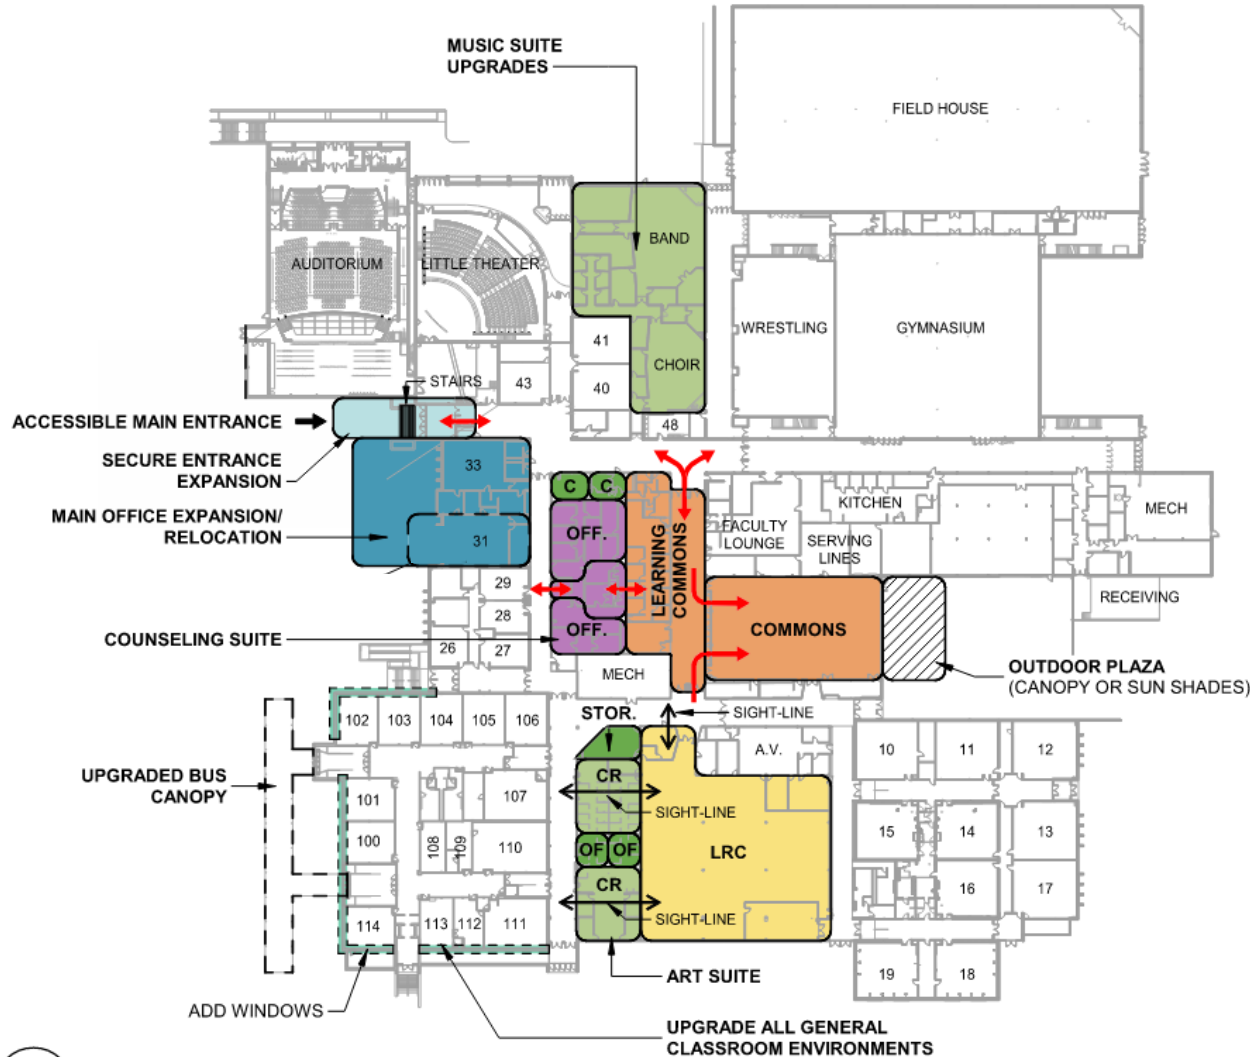 MUSIC SUITE
UPGRADES
FIELD HOUSE
BAND
AUDITORIUM
LITTLE THEATER
WRESTLING
GYMNASIUM
41
CHOIR
STAIRS
43
40
48
ACCESSIBLE MAIN ENTRANCE
SECURE ENTRANCE
EXPANSION
33
C
C
KITCHEN
MECH
MAIN OFFICE EXPANSION/
RELOCATION
31
OFF.
LEARNING
COMMONS
FACULTY
LOUNGE
SERVING
LINES
29
RECEIVING
28
COUNSELING SUITE
26
27
OFF.
COMMONS
MECH
OUTDOOR PLAZA
(CANOPY OR SUN SHADES)
102
103
104
105
106
STOR.
SIGHT-LINE
A.V.
10
11
12
UPGRADED BUS
CANOPY
101
107
CR
SIGHT-LINE
100
108
109
110
OF
OF
LRC
15
14
13
CR
16
17
114
113
112
111
SIGHT-LINE
ART SUITE
19
18
ADD WINDOWS
UPGRADE ALL GENERAL
CLASSROOM ENVIRONMENTS